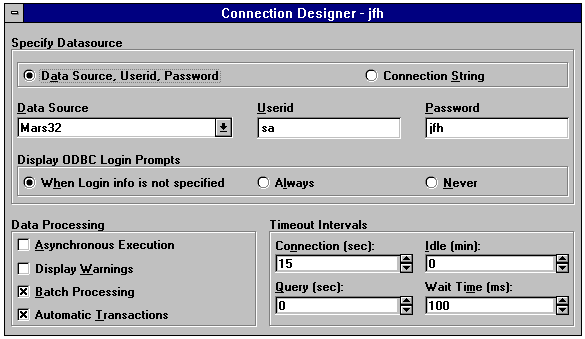 Connection Designer - jfh
Specify Datasource
Data Source, Userid, Password Connection String
Data Source Userid Password
Mars32 sa jfh
Display ODBC Login Prompts
When Login info is not specified Always Never
Data Processing Timeout Intervals
Asynchronous Execution Connection (sec): Idle (min):
Display Warnings 15 0
Batch Processing Query (sec): Wait Time (ms):
Automatic Transactions 0 100